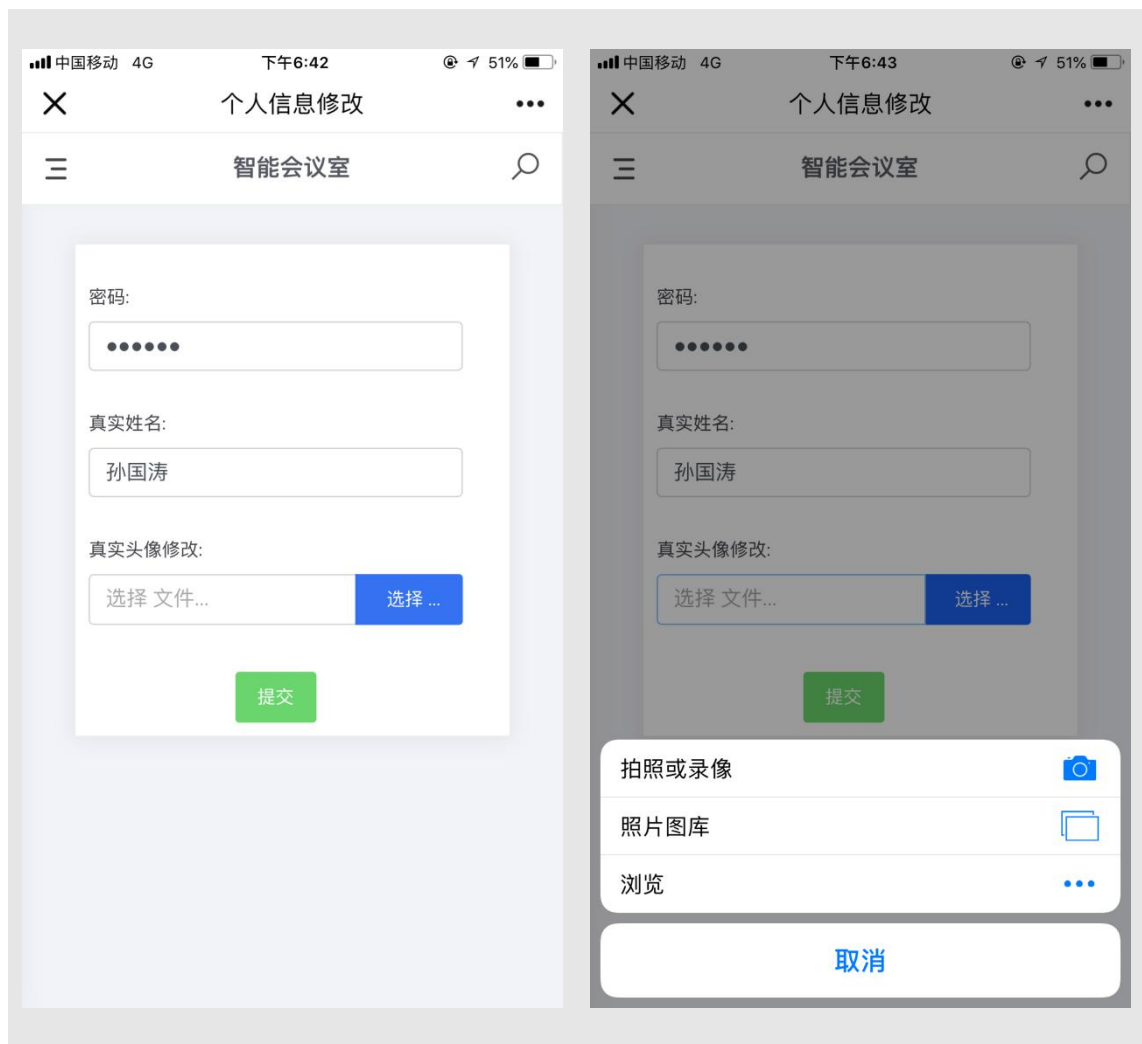 中国移动 4G 下午6:42 51%
个人信息修改
智能会议室
密码:
••••••
真实姓名:
孙国涛
真实头像修改:
选择 文件... 选择 ...
提交
中国移动 4G 下午6:43 51%
个人信息修改
智能会议室
密码:
••••••
真实姓名:
孙国涛
真实头像修改:
选择 文件... 选择 ...
提交
拍照或录像
照片图库
浏览
取消